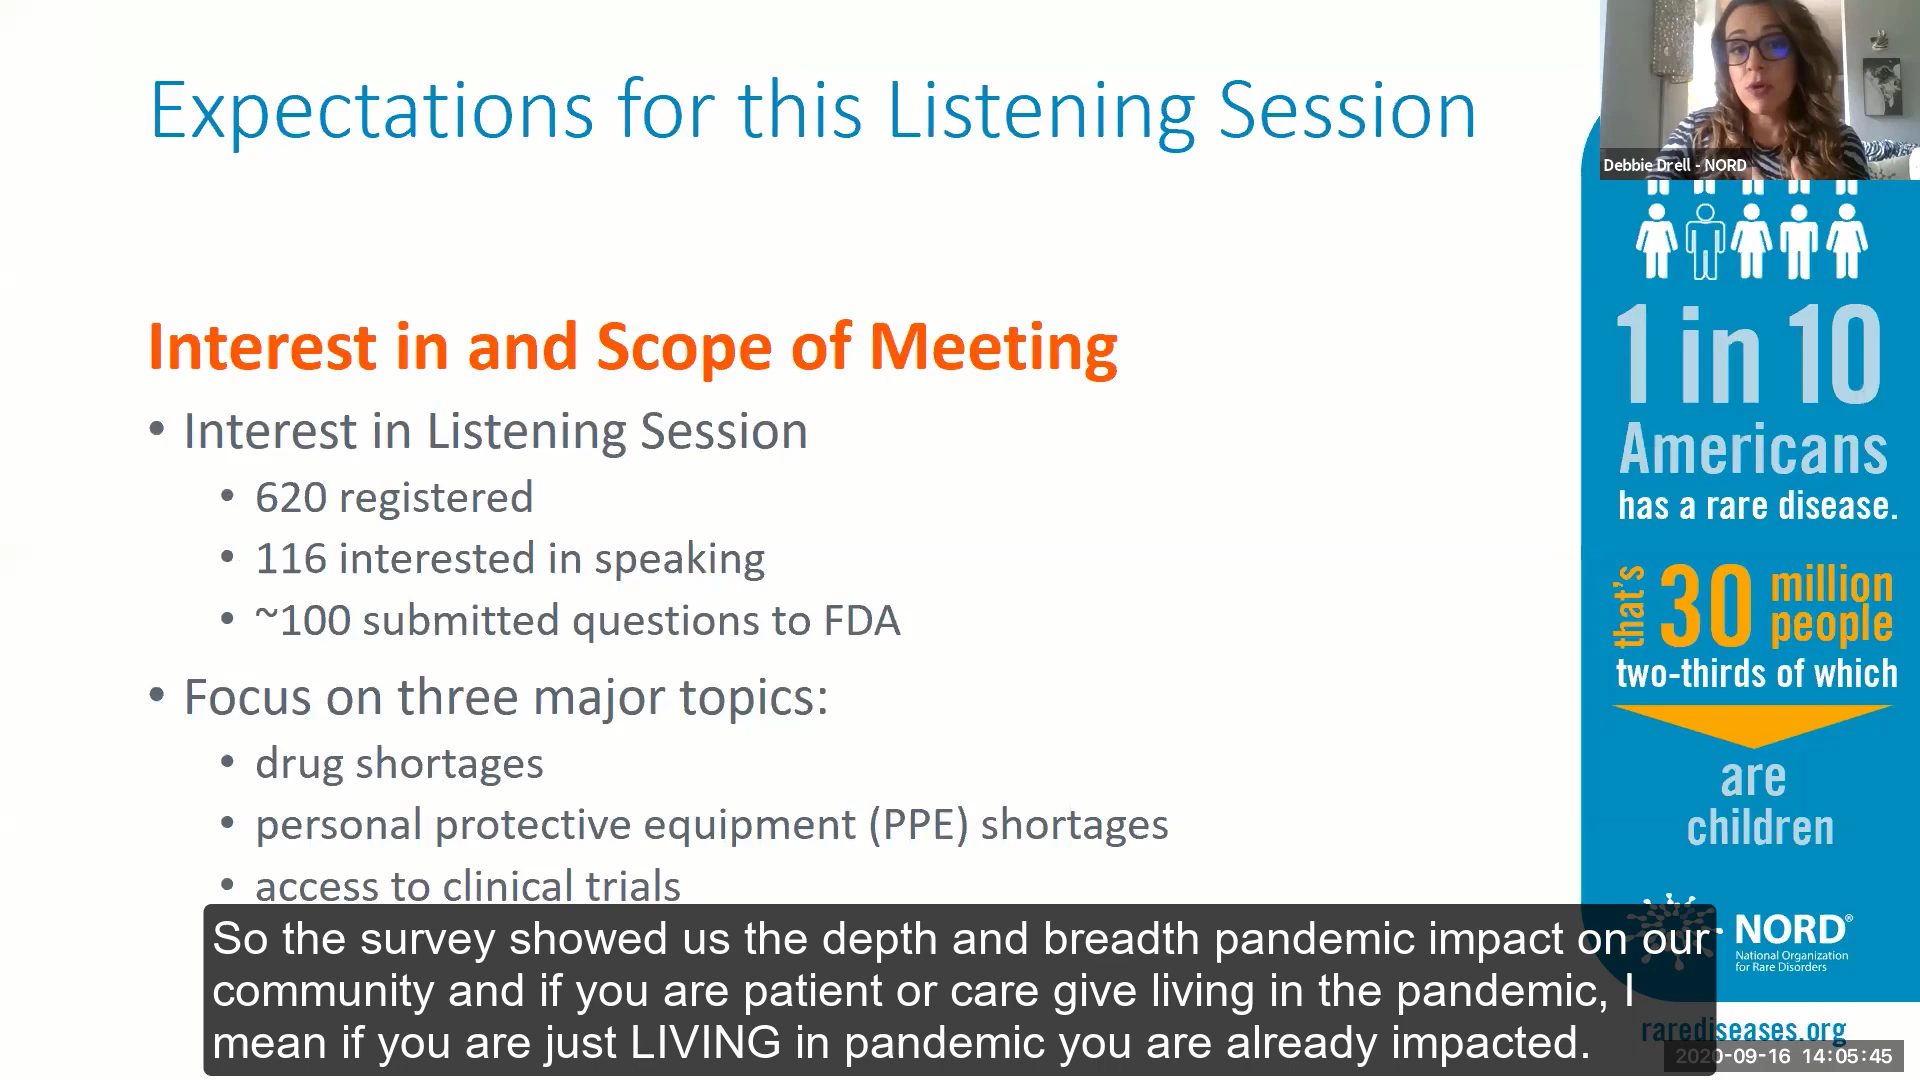 Expectations for this Listening Session
Debbie Drell - NORD
Interest in and Scope of Meeting
• Interest in Listening Session
• 620 registered
• 116 interested in speaking
• ~100 submitted questions to FDA
• Focus on three major topics:
• drug shortages
• personal protective equipment (PPE) shortages
• access to clinical trials
1 in 10
Americans
has a rare disease.
that's 30 million
people
two-thirds of which
are
children
NORD®
National Organization
for Rare Disorders
rarediseases.org
So the survey showed us the depth and breadth pandemic impact on our
community and if you are patient or care give living in the pandemic, I
mean if you are just LIVING in pandemic you are already impacted.
2020-09-16 14:05:45